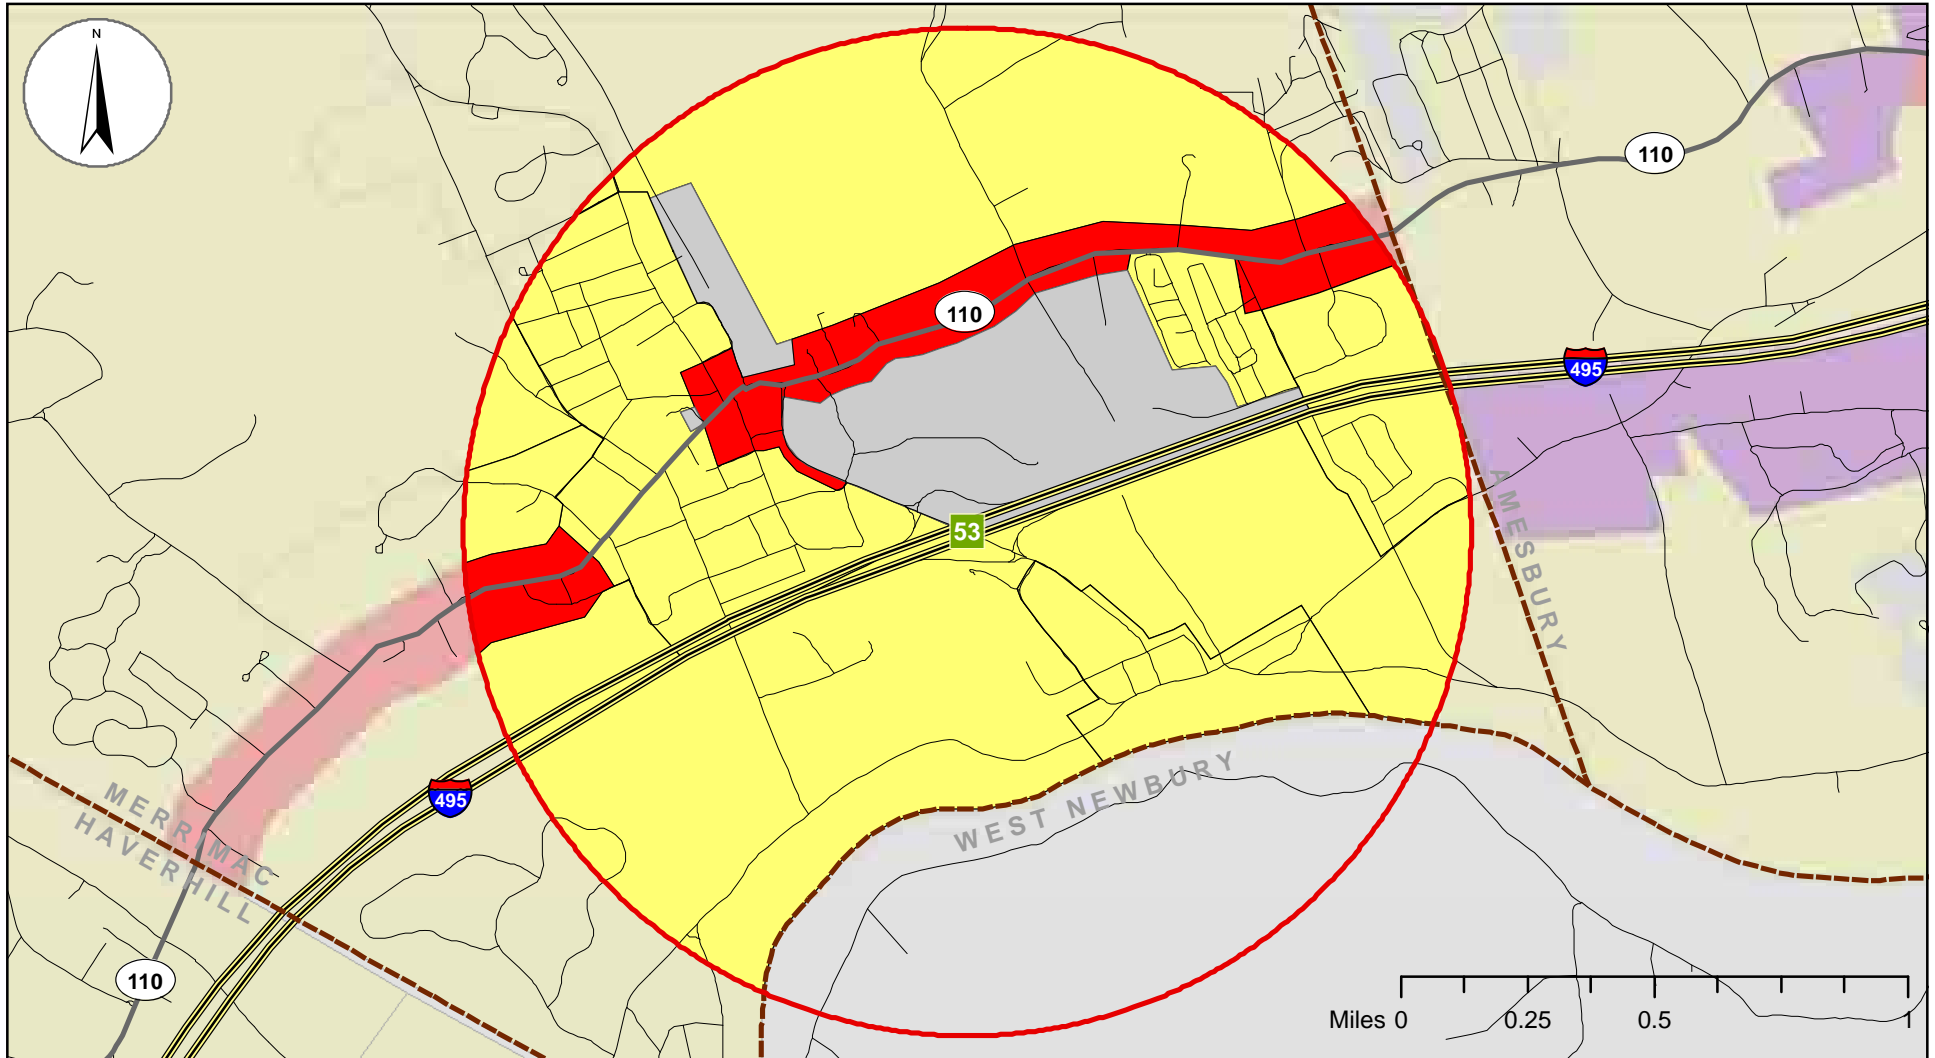 N
110
110
495
53
AMESBURY
WEST NEWBURY
495
MERRIMAC
HAVERHILL
110
Miles 0 0.25 0.5 1